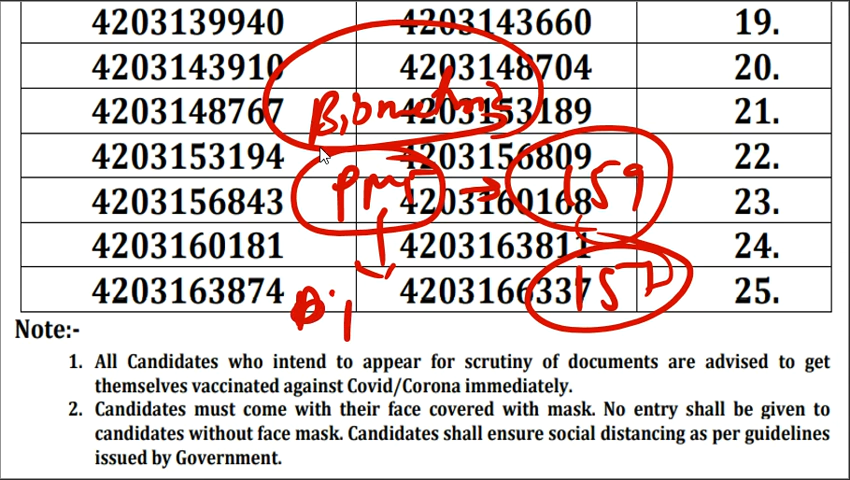 4203139940 4203143660 19.
4203143910 4203148704 20.
4203148767 4203153189 21.
4203153194 4203156809 22.
4203156843 4203160168 23.
4203160181 4203163811 24.
4203163874 4203166337 25.
159
157
Note:-
1. All Candidates who intend to appear for scrutiny of documents are advised to get
themselves vaccinated against Covid/Corona immediately.
2. Candidates must come with their face covered with mask. No entry shall be given to
candidates without face mask. Candidates shall ensure social distancing as per guidelines
issued by Government.